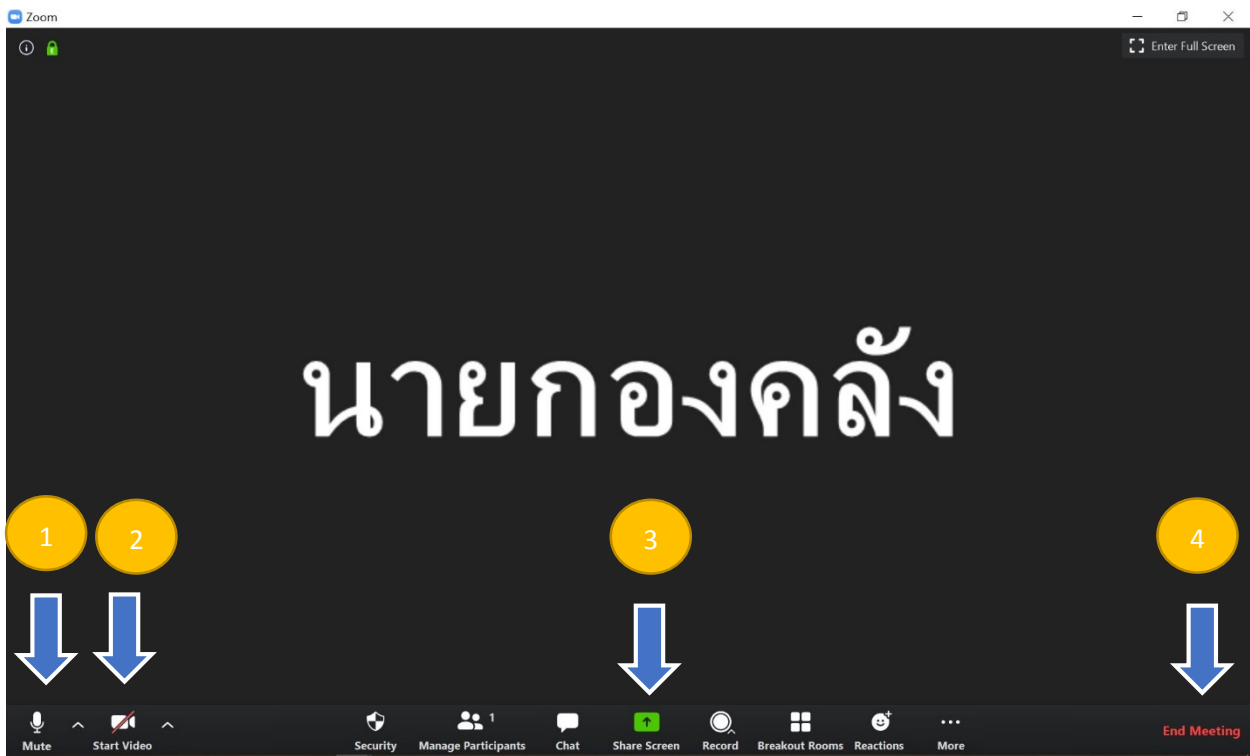 Zoom
Enter Full Screen
นายกองคลัง
1 2 3 4
1
Mute Start Video Security Manage Participants Chat Share Screen Record Breakout Rooms Reactions More End Meeting